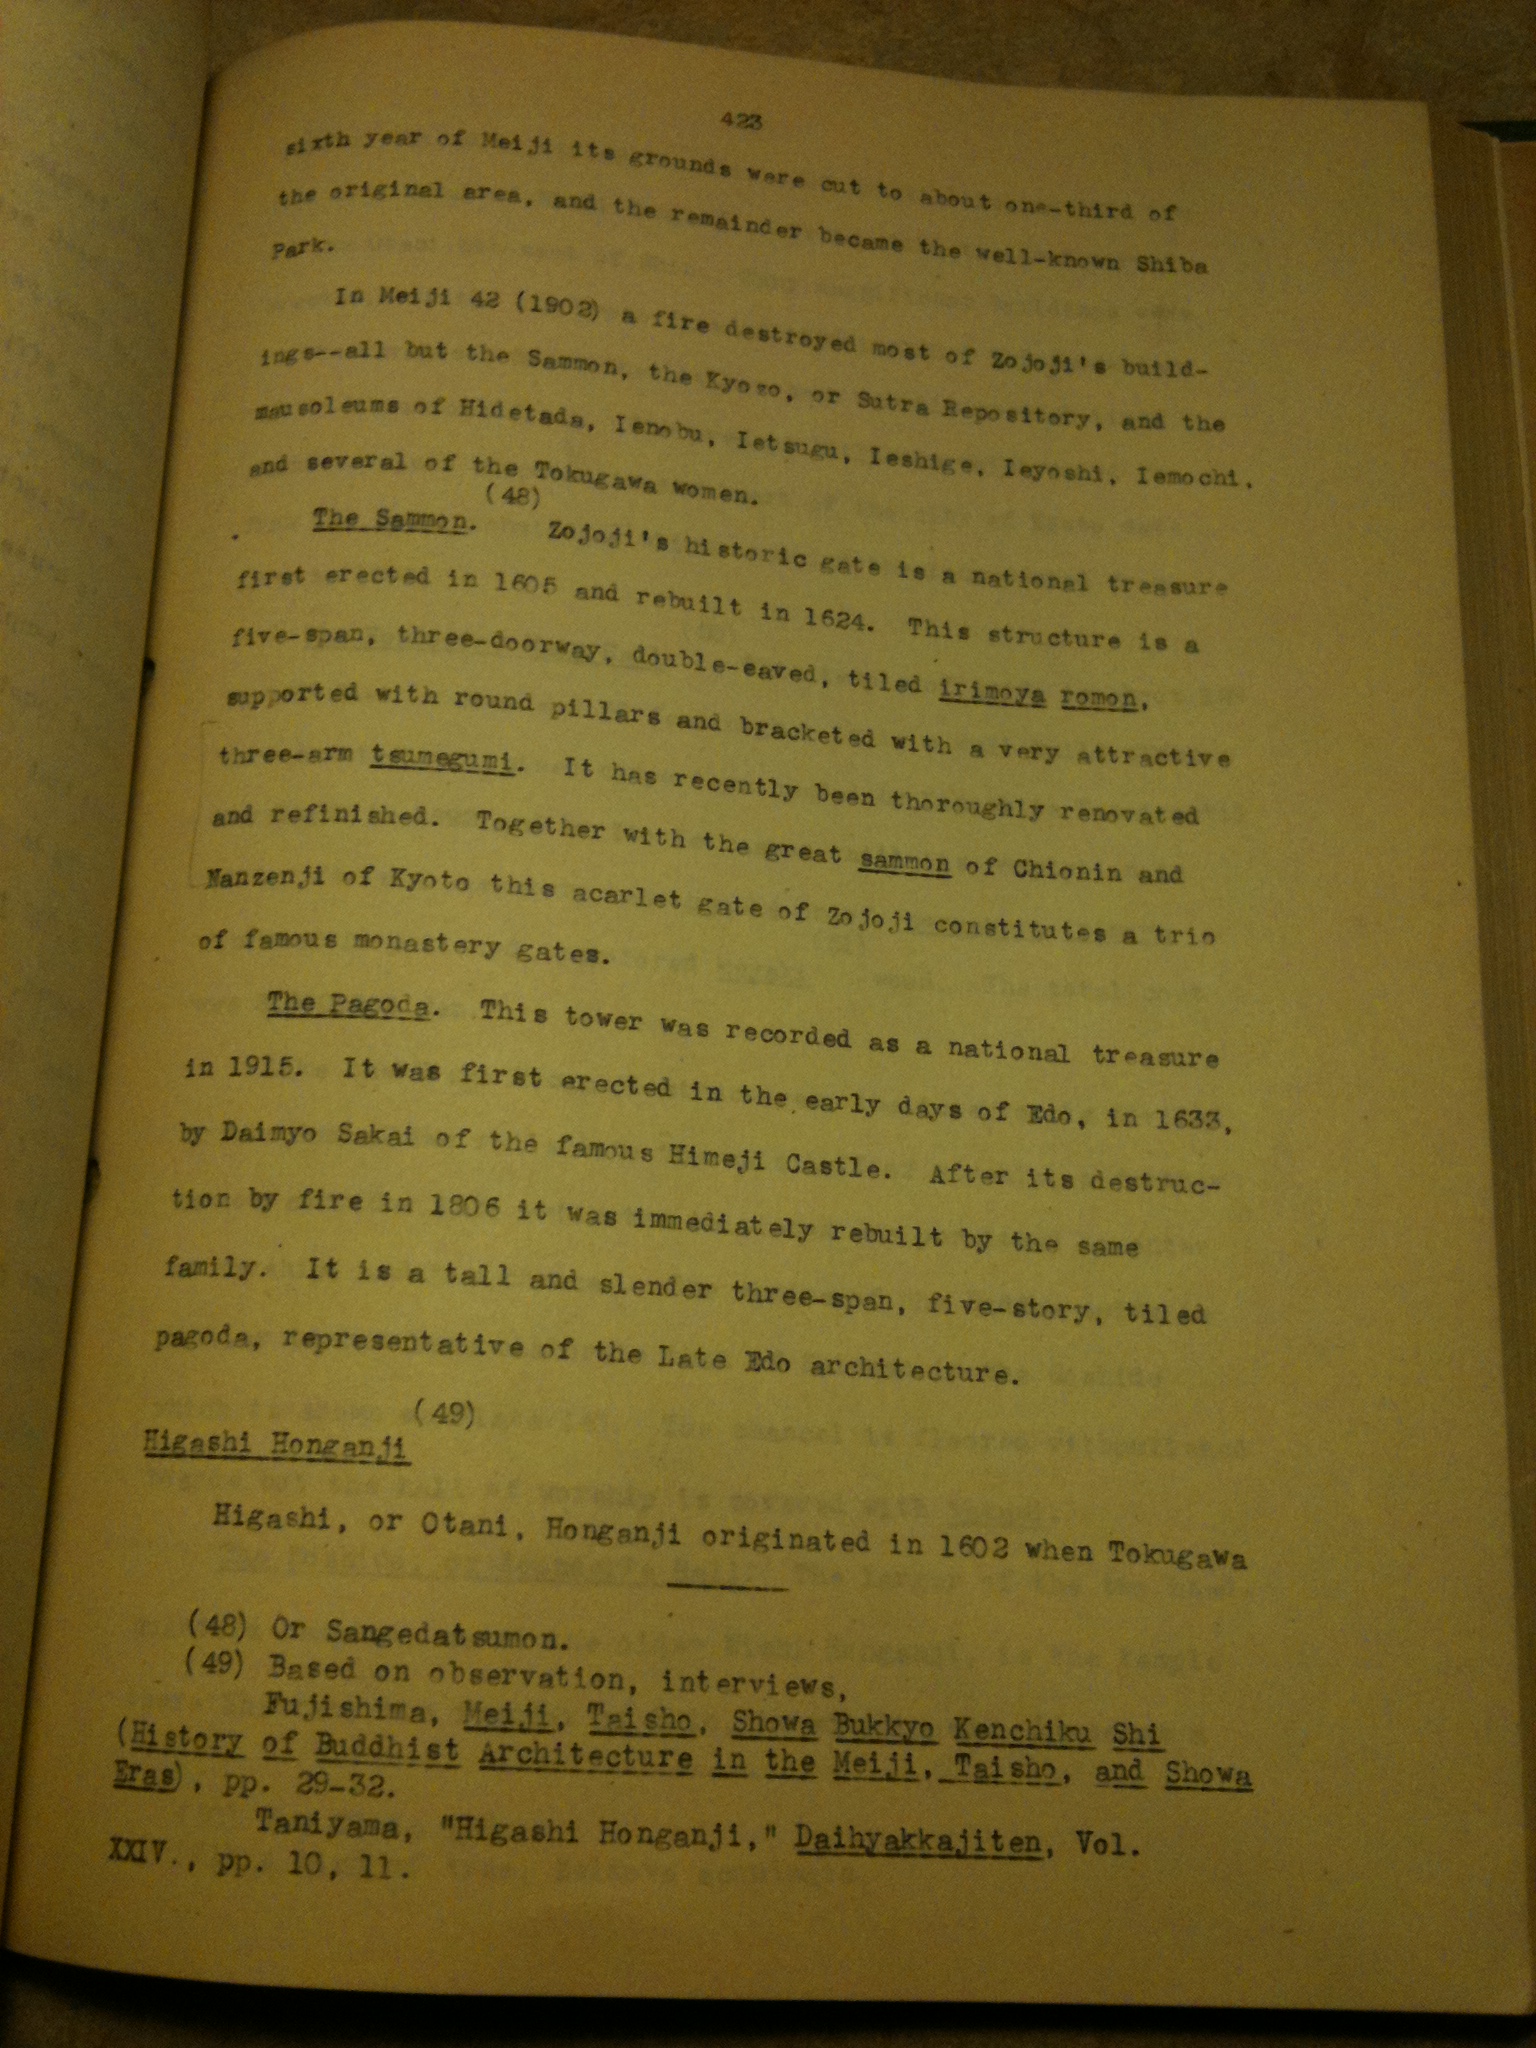 423
sixth year of Meiji its grounds were cut to about one-third of
the original area, and the remainder became the well-known Shiba
Park.
In Meiji 42 (1902) a fire destroyed most of Zojoji's build-
ings--all but the Sammon, the Kyozo, or Sutra Repository, and the
mausoleums of Hidetada, Ienobu, Ietsugu, Ieshige, Ieyoshi, Iemochi,
and several of the Tokugawa women.
(48)
The Sammon. Zojoji's historic gate is a national treasure
first erected in 1605 and rebuilt in 1624. This structure is a
five-span, three-doorway, double-eaved, tiled irimoya romon,
supported with round pillars and bracketed with a very attractive
three-arm tsumegumi. It has recently been thoroughly renovated
and refinished. Together with the great sammon of Chionin and
Nanzenji of Kyoto this acarlet gate of Zojoji constitutes a trio
of famous monastery gates.
The Pagoda. This tower was recorded as a national treasure
in 1915. It was first erected in the early days of Edo, in 1633,
by Daimyo Sakai of the famous Himeji Castle. After its destruc-
tion by fire in 1806 it was immediately rebuilt by the same
family. It is a tall and slender three-span, five-story, tiled
pagoda, representative of the Late Edo architecture.
(49)
Higashi Honganji
Higashi, or Otani, Honganji originated in 1602 when Tokugawa
(48) Or Sangedatsumon.
(49) Based on observation, interviews,
Fujishima, Meiji, Taisho, Showa Bukkyo Kenchiku Shi
(History of Buddhist Architecture in the Meiji, Taisho, and Showa
Eras), pp. 29-32.
Taniyama, "Higashi Honganji," Daihyakkajiten, Vol.
XXIV., pp. 10, 11.